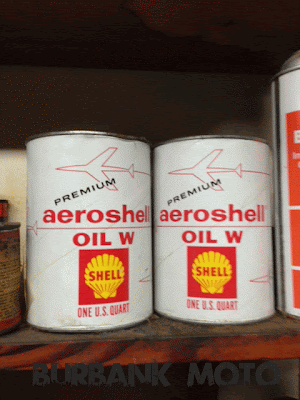 PREMIUM
aeroshell
OIL W
SHELL
ONE U.S. QUART
PREMIUM
aeroshell
OIL W
SHELL
ONE U.S. QUART
BURBANK MOTO